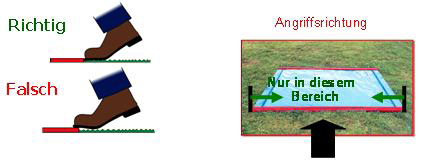 Richtig
Falsch
Angriffsrichtung
Nur in diesem
Bereich